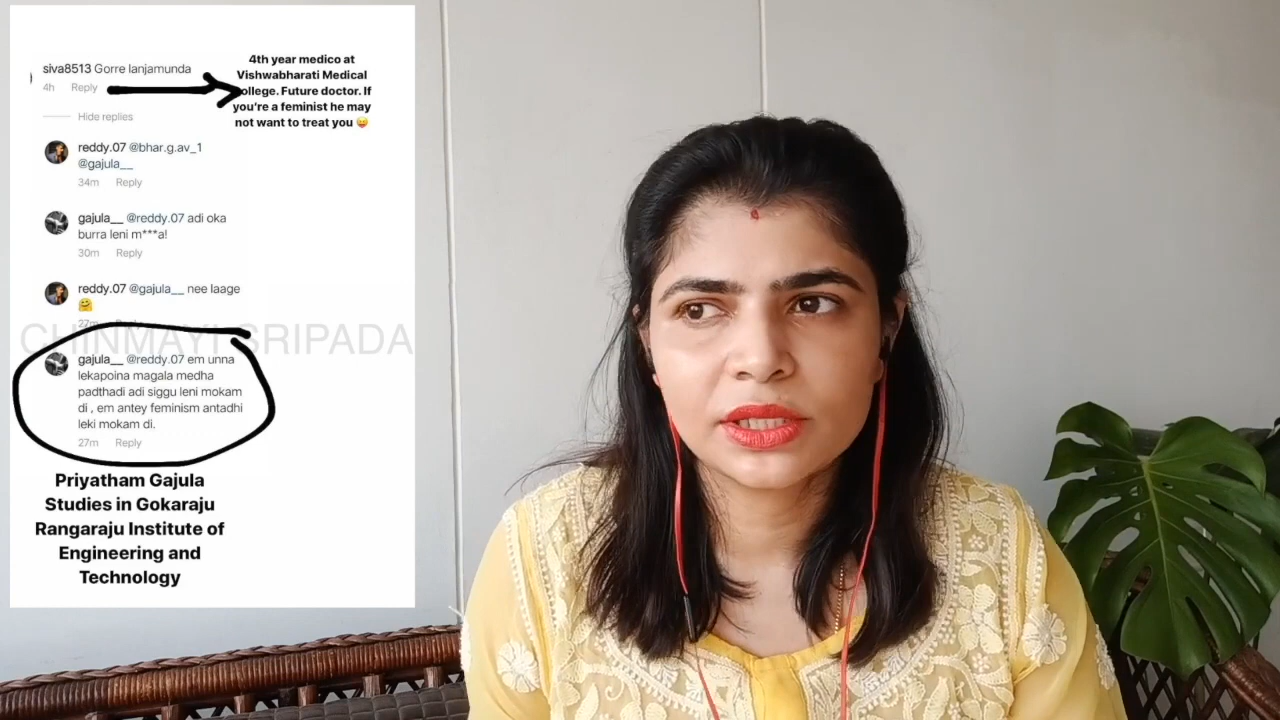 siva8513 Gorre lanjamunda
4h Reply
Hide replies
4th year medico at
Vishwabharati Medical
College. Future doctor. If
you're a feminist he may
not want to treat you 😜
reddy.07 @bhar.g.av_1
@gajula__
34m Reply
gajula__ @reddy.07 adi oka
burra leni m***a!
30m Reply
reddy.07 @gajula__ nee laage
🤗
27m Reply
CHINMAYI SRIPADA
gajula__ @reddy.07 em unna
lekapoina magala medha
padthadi adi siggu leni mokam
di , em antey feminism antadhi
leki mokam di.
27m Reply
Priyatham Gajula
Studies in Gokaraju
Rangaraju Institute of
Engineering and
Technology